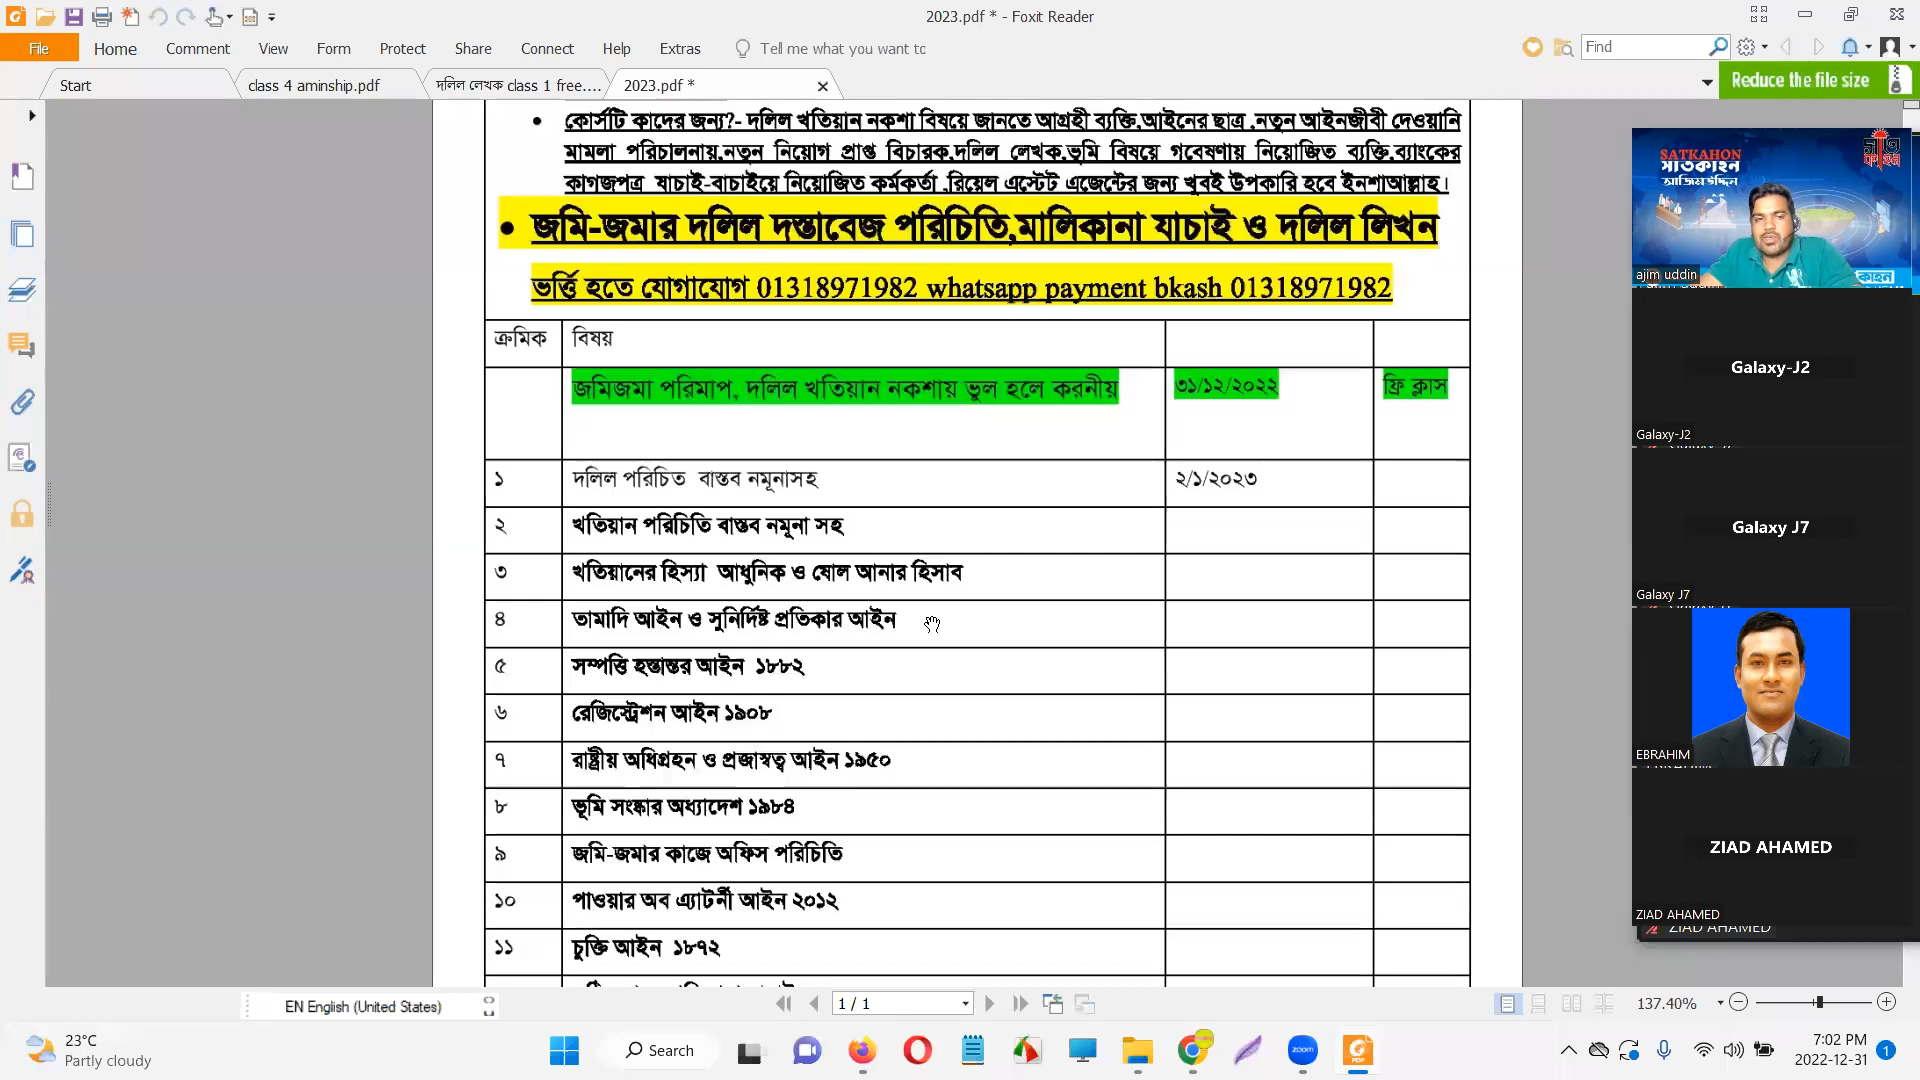 2023.pdf * - Foxit Reader
File Home Comment View Form Protect Share Connect Help Extras Tell me what you want to Find
Start class 4 aminship.pdf দলিল লেখক class 1 free.... 2023.pdf * Reduce the file size
• কোর্সটি কাদের জন্য?- দলিল খতিয়ান নকশা বিষয়ে জানতে আগ্রহী ব্যক্তি,আইনের ছাত্র ,নতুন আইনজীবী দেওয়ানি
মামলা পরিচালনায়,নতুন নিয়োগ প্রাপ্ত বিচারক,দলিল লেখক,ভূমি বিষয়ে গবেষণায় নিয়োজিত ব্যক্তি,ব্যাংকের
কাগজপত্র যাচাই-বাচাইয়ে নিয়োজিত কর্মকর্তা ,রিয়েল এস্টেট এজেন্টের জন্য খুবই উপকারি হবে ইনশাআল্লাহ।
• জমি-জমার দলিল দস্তাবেজ পরিচিতি,মালিকানা যাচাই ও দলিল লিখন
ভর্ত্তি হতে যোগাযোগ 01318971982 whatsapp payment bkash 01318971982
ক্রমিক বিষয়
জমিজমা পরিমাপ, দলিল খতিয়ান নকশায় ভুল হলে করনীয় ৩১/১২/২০২২ ফ্রি ক্লাস
১ দলিল পরিচিত বাস্তব নমূনাসহ ২/১/২০২৩
২ খতিয়ান পরিচিতি বাস্তব নমূনা সহ
৩ খতিয়ানের হিস্যা আধুনিক ও ষোল আনার হিসাব
৪ তামাদি আইন ও সুনির্দিষ্ট প্রতিকার আইন
৫ সম্পত্তি হস্তান্তর আইন ১৮৮২
৬ রেজিস্ট্রেশন আইন ১৯০৮
৭ রাষ্ট্রীয় অধিগ্রহন ও প্রজাস্বত্ব আইন ১৯৫০
৮ ভূমি সংস্কার অধ্যাদেশ ১৯৮৪
৯ জমি-জমার কাজে অফিস পরিচিতি
১০ পাওয়ার অব এ্যাটর্নী আইন ২০১২
১১ চুক্তি আইন ১৮৭২
SATKAHON
সাতকাহন
আজিম উদ্দিন
ajim uddin
Galaxy-J2
Galaxy-J2
Galaxy J7
Galaxy J7
EBRAHIM
ZIAD AHAMED
ZIAD AHAMED
ZIAD AHAMED
EN English (United States) 1 / 1 137.40%
23°C
Partly cloudy
Search
zoom
PDF
7:02 PM
2022-12-31
1